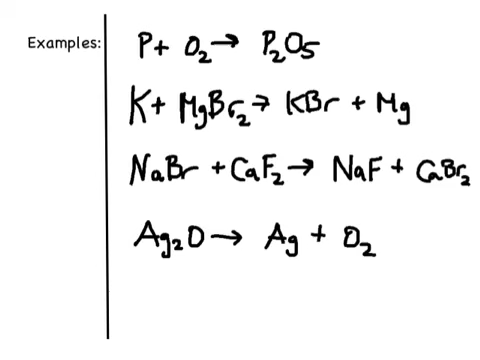 Examples: P + O₂ → P₂O₅
K + MgBr₂ → KBr + Mg
NaBr + CaF₂ → NaF + CaBr₂
Ag₂O → Ag + O₂